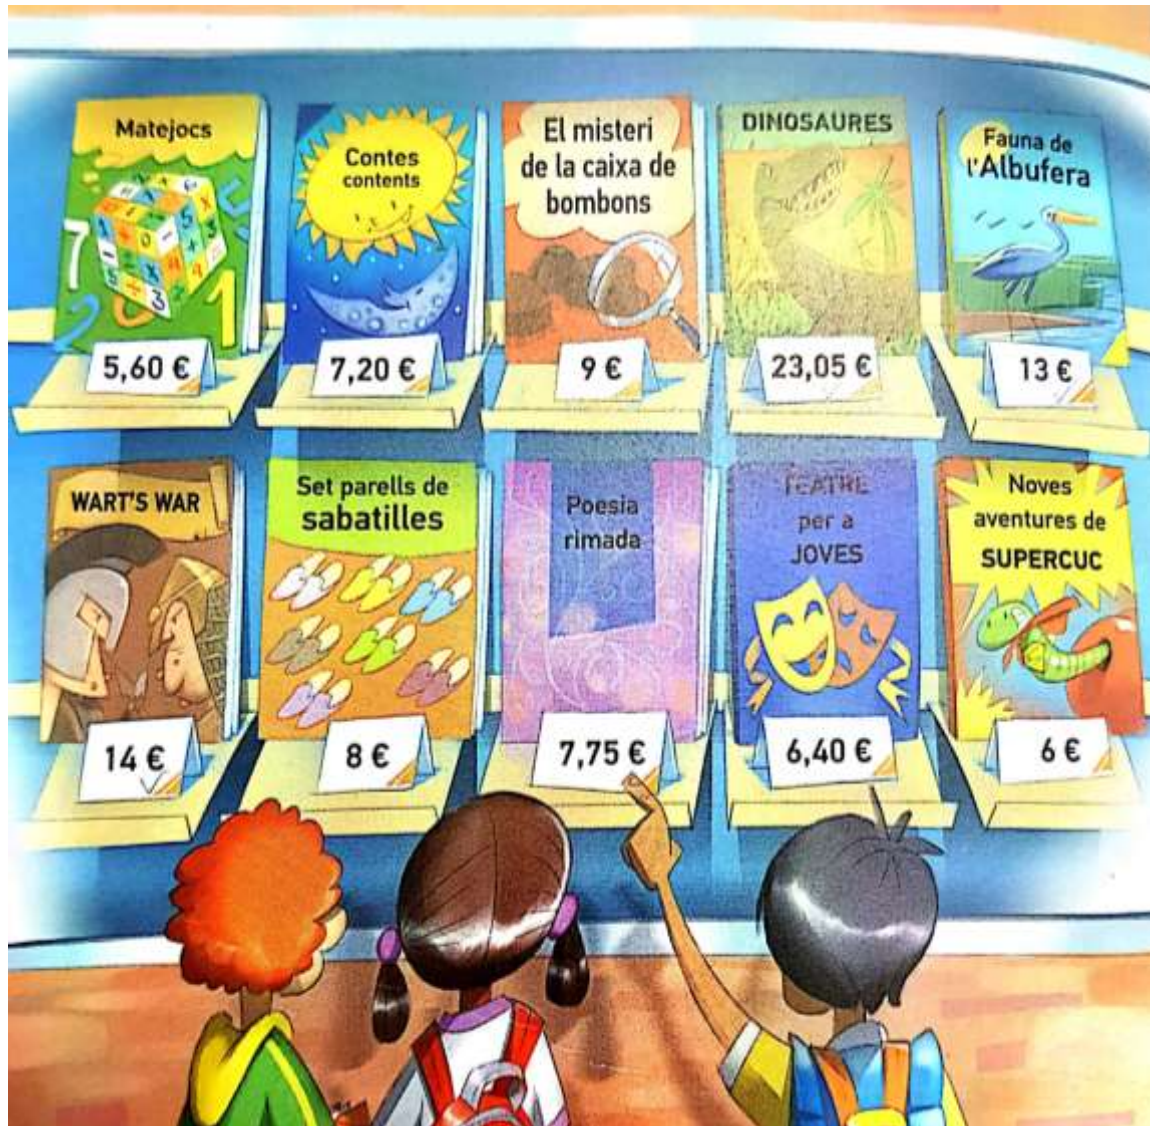 Matejocs
Contes
contents
El misteri
de la caixa de
bombons
DINOSAURES
Fauna de
l'Albufera
5,60 €
7,20 €
9 €
23,05 €
13 €
WART'S WAR
Set parells de
sabatilles
Poesia
rimada
TEATRE
per a
JOVES
Noves
aventures de
SUPERCUC
14 €
8 €
7,75 €
6,40 €
6 €